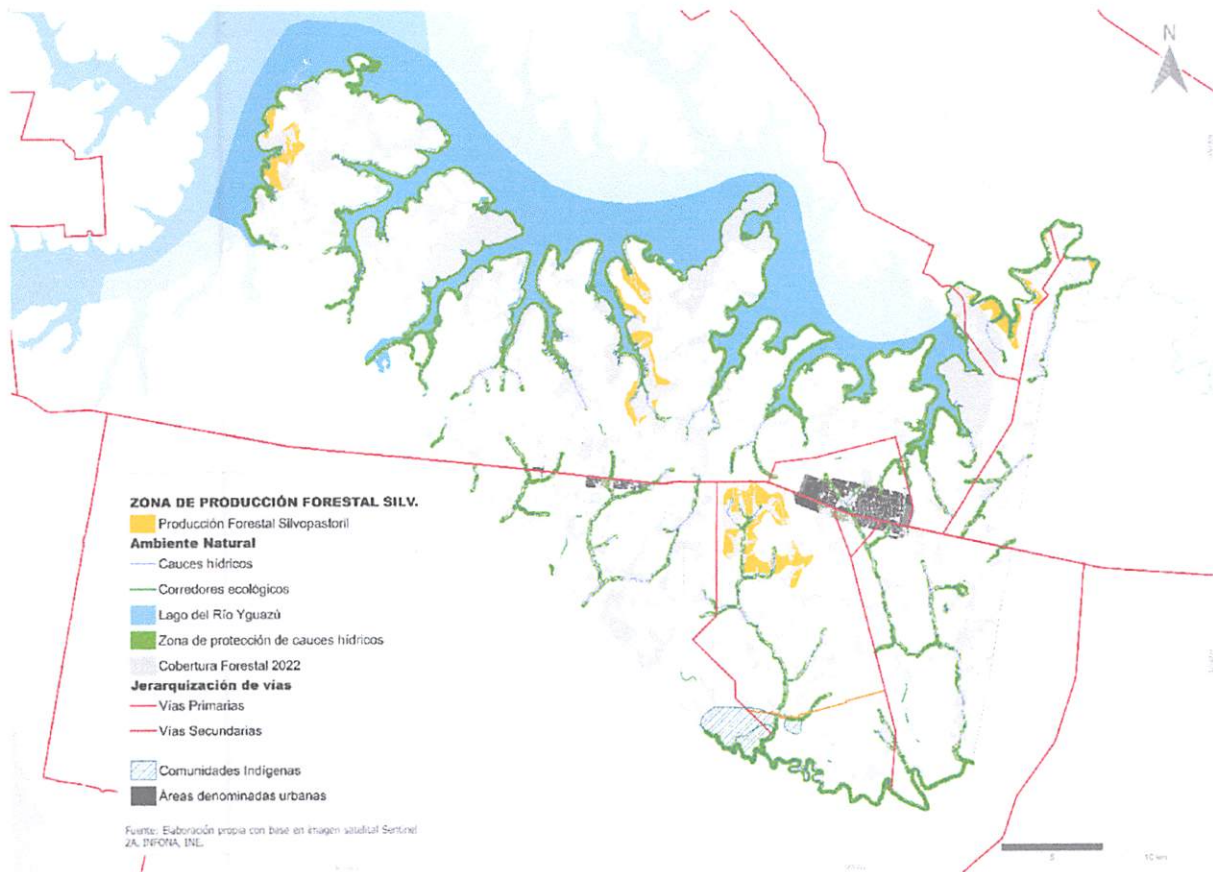 N
ZONA DE PRODUCCIÓN FORESTAL SILV.
Producción Forestal Silvopastoril
Ambiente Natural
Cauces hídricos
Corredores ecológicos
Lago del Río Yguazú
Zona de protección de cauces hídricos
Cobertura Forestal 2022
Jerarquización de vías
Vías Primarias
Vías Secundarias
Comunidades Indígenas
Áreas denominadas urbanas
Fuente: Elaboración propia con base en imagen satelital Sentinel
2A, INFONA, INE.
5 10 km